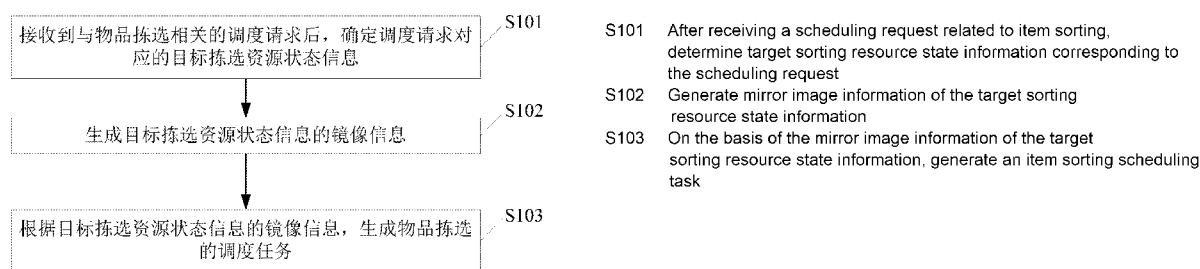 接收到与物品拣选相关的调度请求后，确定调度请求对
应的目标拣选资源状态信息
S101
生成目标拣选资源状态信息的镜像信息
S102
根据目标拣选资源状态信息的镜像信息，生成物品拣选
的调度任务
S103
S101 After receiving a scheduling request related to item sorting,
determine target sorting resource state information corresponding to
the scheduling request
S102 Generate mirror image information of the target sorting
resource state information
S103 On the basis of the mirror image information of the target
sorting resource state information, generate an item sorting scheduling
task